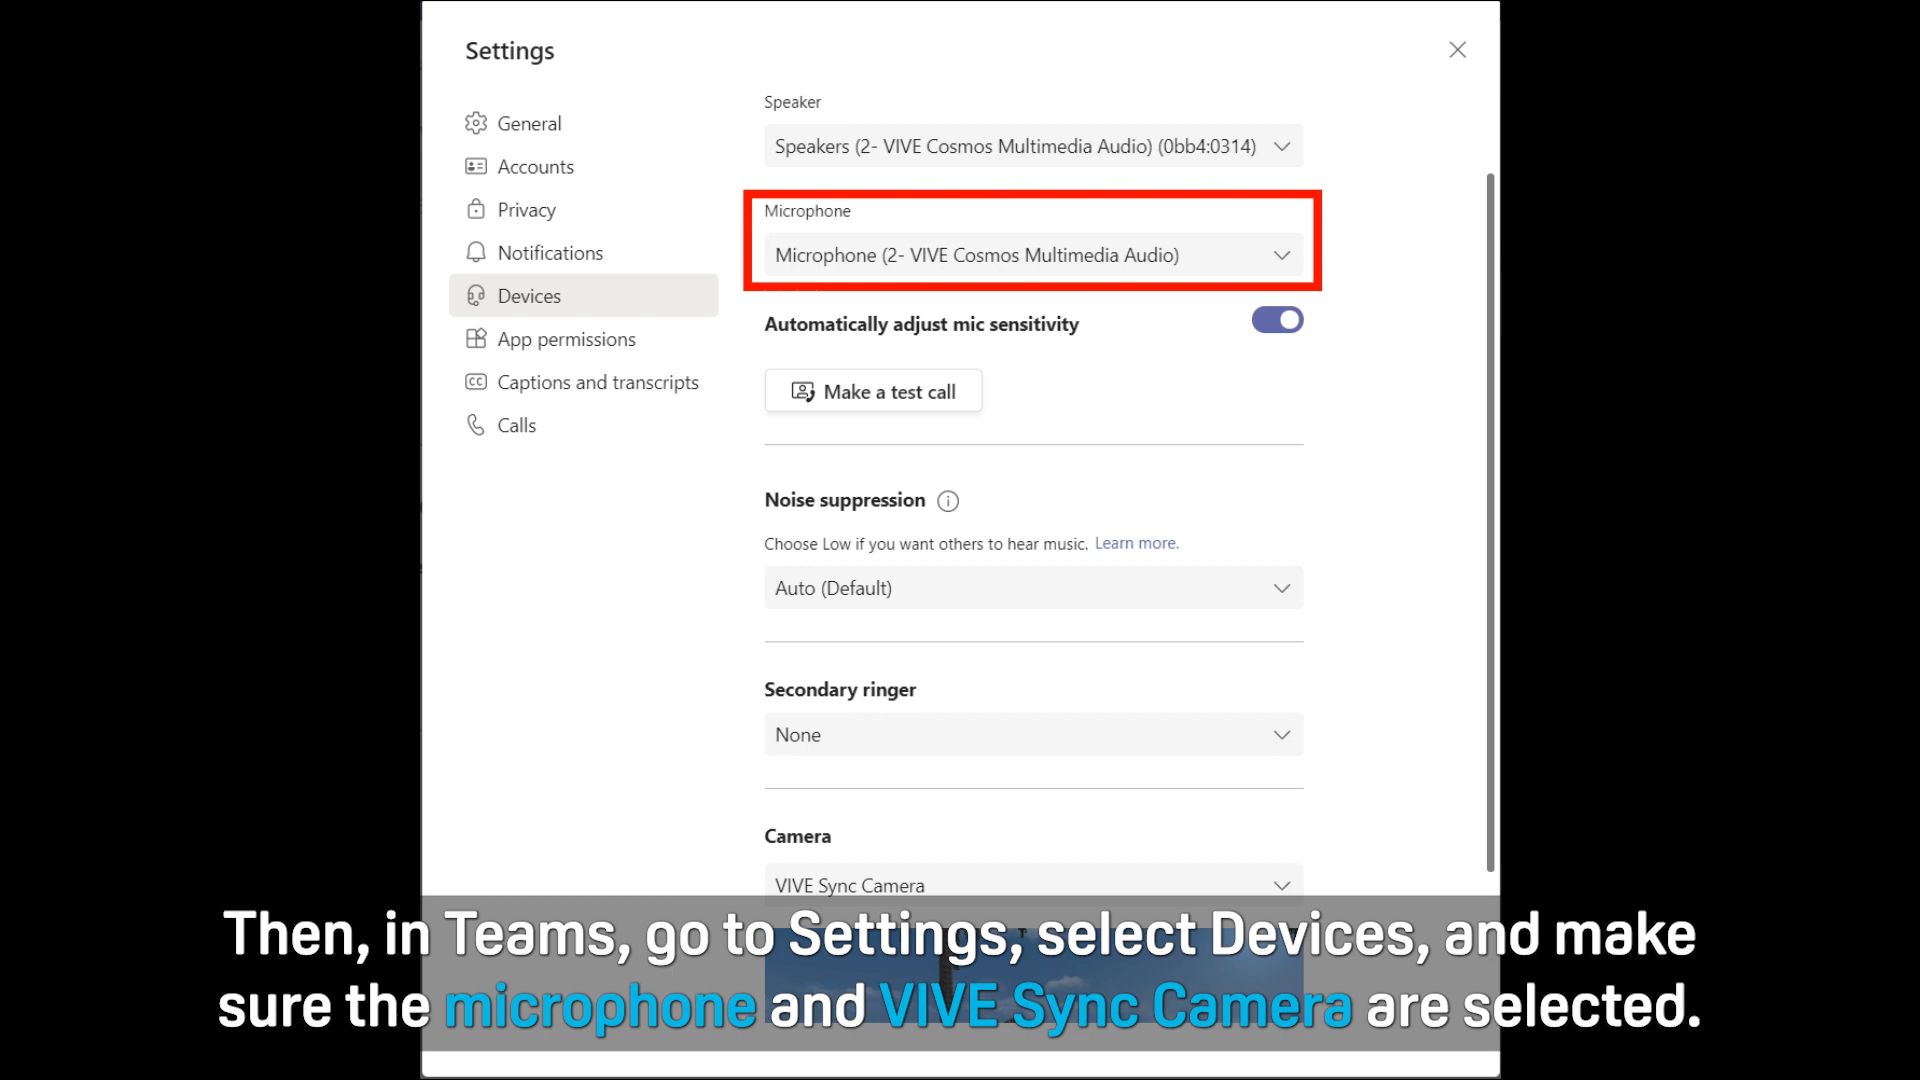 Settings
General
Accounts
Privacy
Notifications
Devices
App permissions
CC Captions and transcripts
Calls
Speaker
Speakers (2- VIVE Cosmos Multimedia Audio) (0bb4:0314)
Microphone
Microphone (2- VIVE Cosmos Multimedia Audio)
Automatically adjust mic sensitivity
Make a test call
Noise suppression
Choose Low if you want others to hear music. Learn more.
Auto (Default)
Secondary ringer
None
Camera
VIVE Sync Camera
Then, in Teams, go to Settings, select Devices, and make
sure the microphone and VIVE Sync Camera are selected.